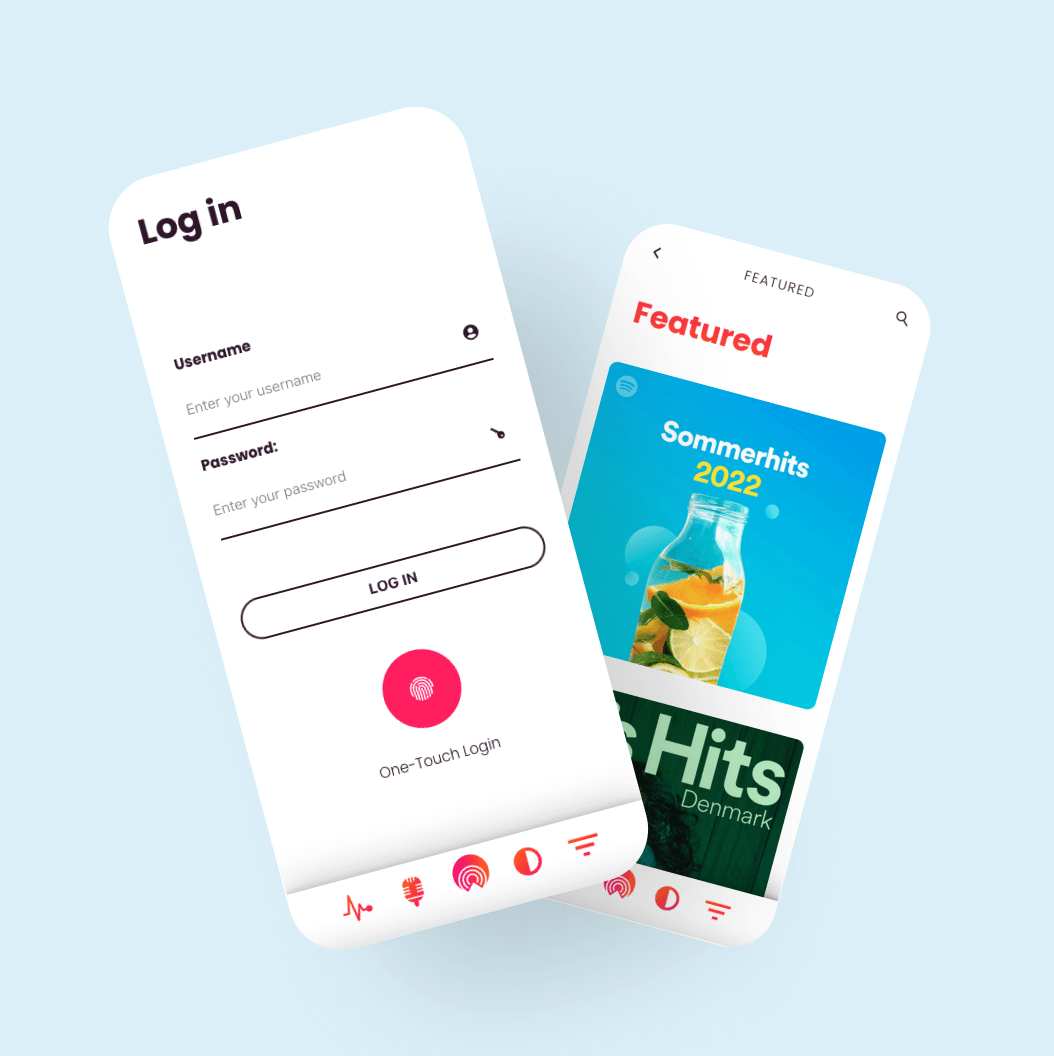 Log in
Username
Enter your username
Password:
Enter your password
LOG IN
One-Touch Login
FEATURED
Featured
Sommerhits
2022
Hits
Denmark